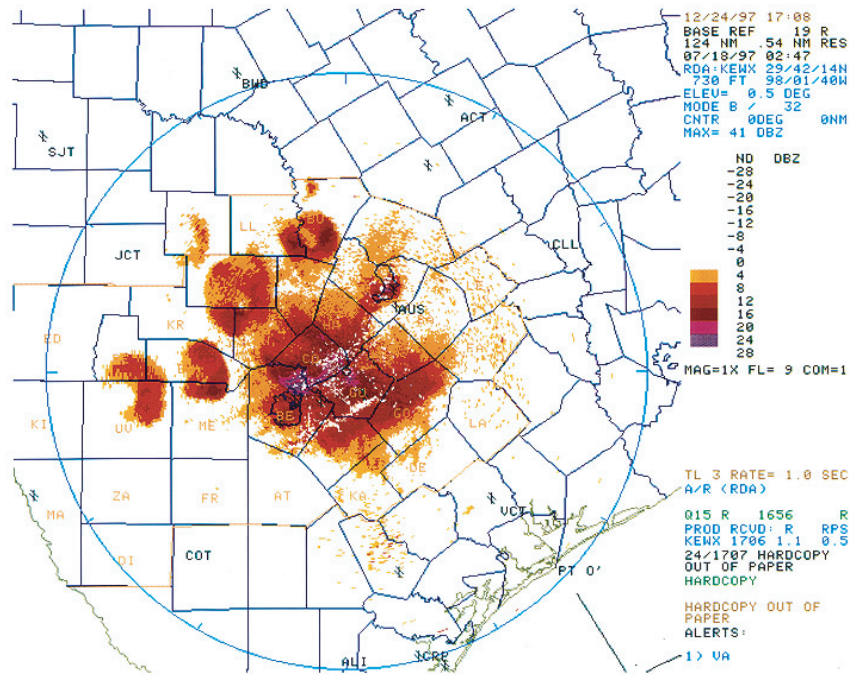 12/24/97 17:08
BASE REF 19 R
124 NM .54 NM RES
07/18/97 02:47
RDA:KEWX 29/42/14N
730 FT 98/01/40W
ELEV= 0.5 DEG
MODE B / 32
CNTR 0DEG 0NM
MAX= 41 DBZ
ND DBZ
-28
-24
-20
-16
-12
-8
-4
0
4
8
12
16
20
24
28
MAG=1X FL= 9 COM=1
TL 3 RATE= 1.0 SEC
A/R (RDA)
Q15 R 1656 R
PROD RCVD: R RPS
KEWX 1706 1.1 0.5
24/1707 HARDCOPY
OUT OF PAPER
HARDCOPY
HARDCOPY OUT OF
PAPER
ALERTS:
1) VA
BWD
ACT
SJT
LL
BU
JCT
CLL
AUS
KR
ED
HA
CO
BE
GU
GO
LA
KI
UV
ME
DE
ZA
FR
AT
KA
MA
VCT
DI
COT
PT O'
ALI
CRP